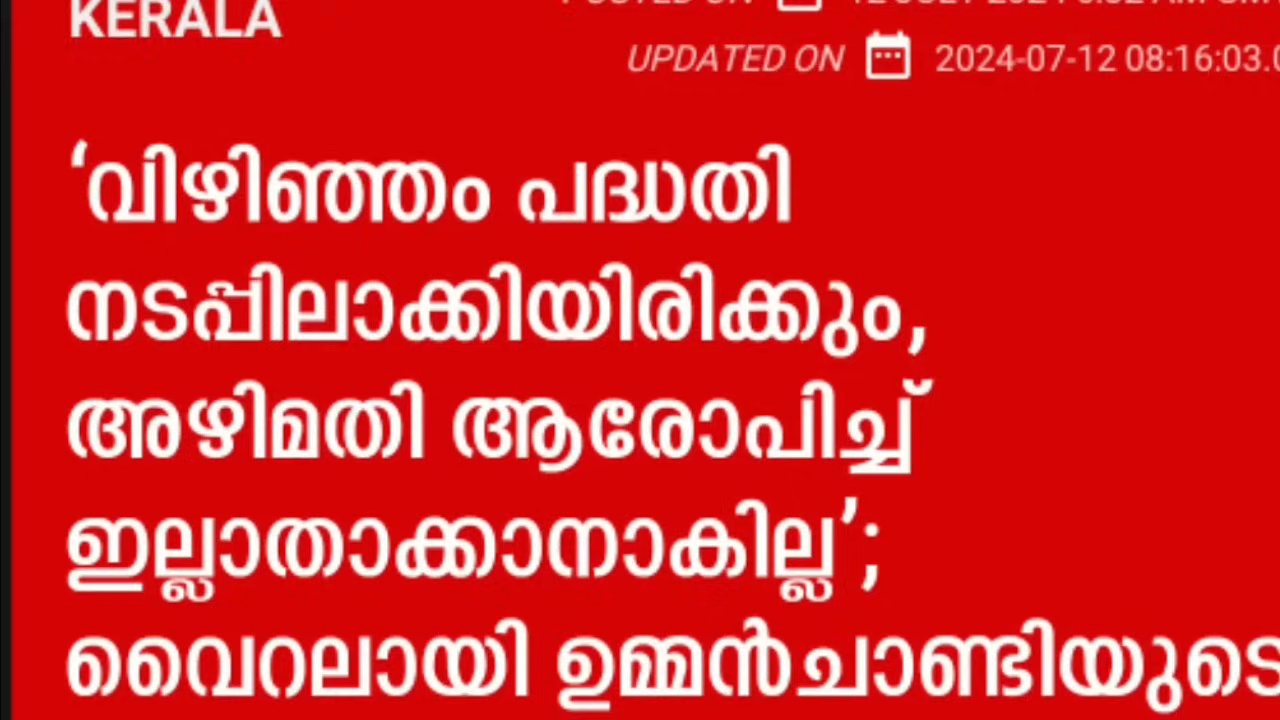 KERALA
UPDATED ON 2024-07-12 08:16:03.0
‘വിഴിഞ്ഞം പദ്ധതി
നടപ്പിലാക്കിയിരിക്കും,
അഴിമതി ആരോപിച്ച്
ഇല്ലാതാക്കാനാകില്ല’;
വൈറലായി ഉമ്മൻചാണ്ടിയുടെ